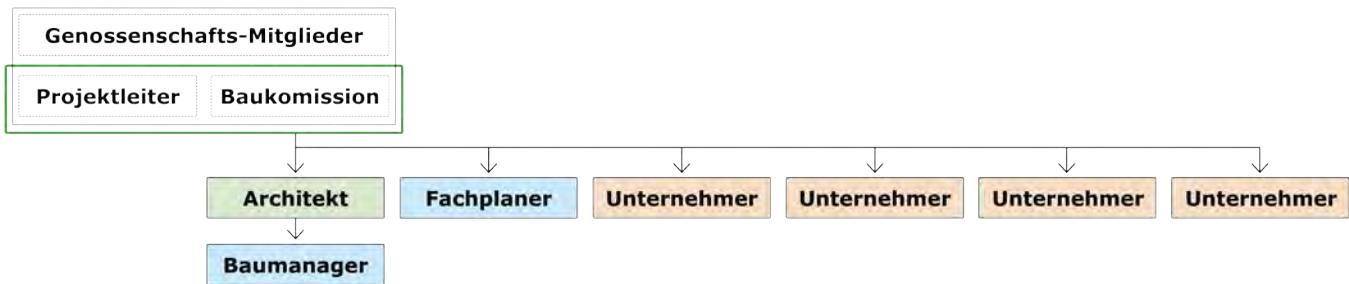 Genossenschafts-Mitglieder
Projektleiter Baukomission
Architekt Fachplaner Unternehmer Unternehmer Unternehmer Unternehmer
Baumanager